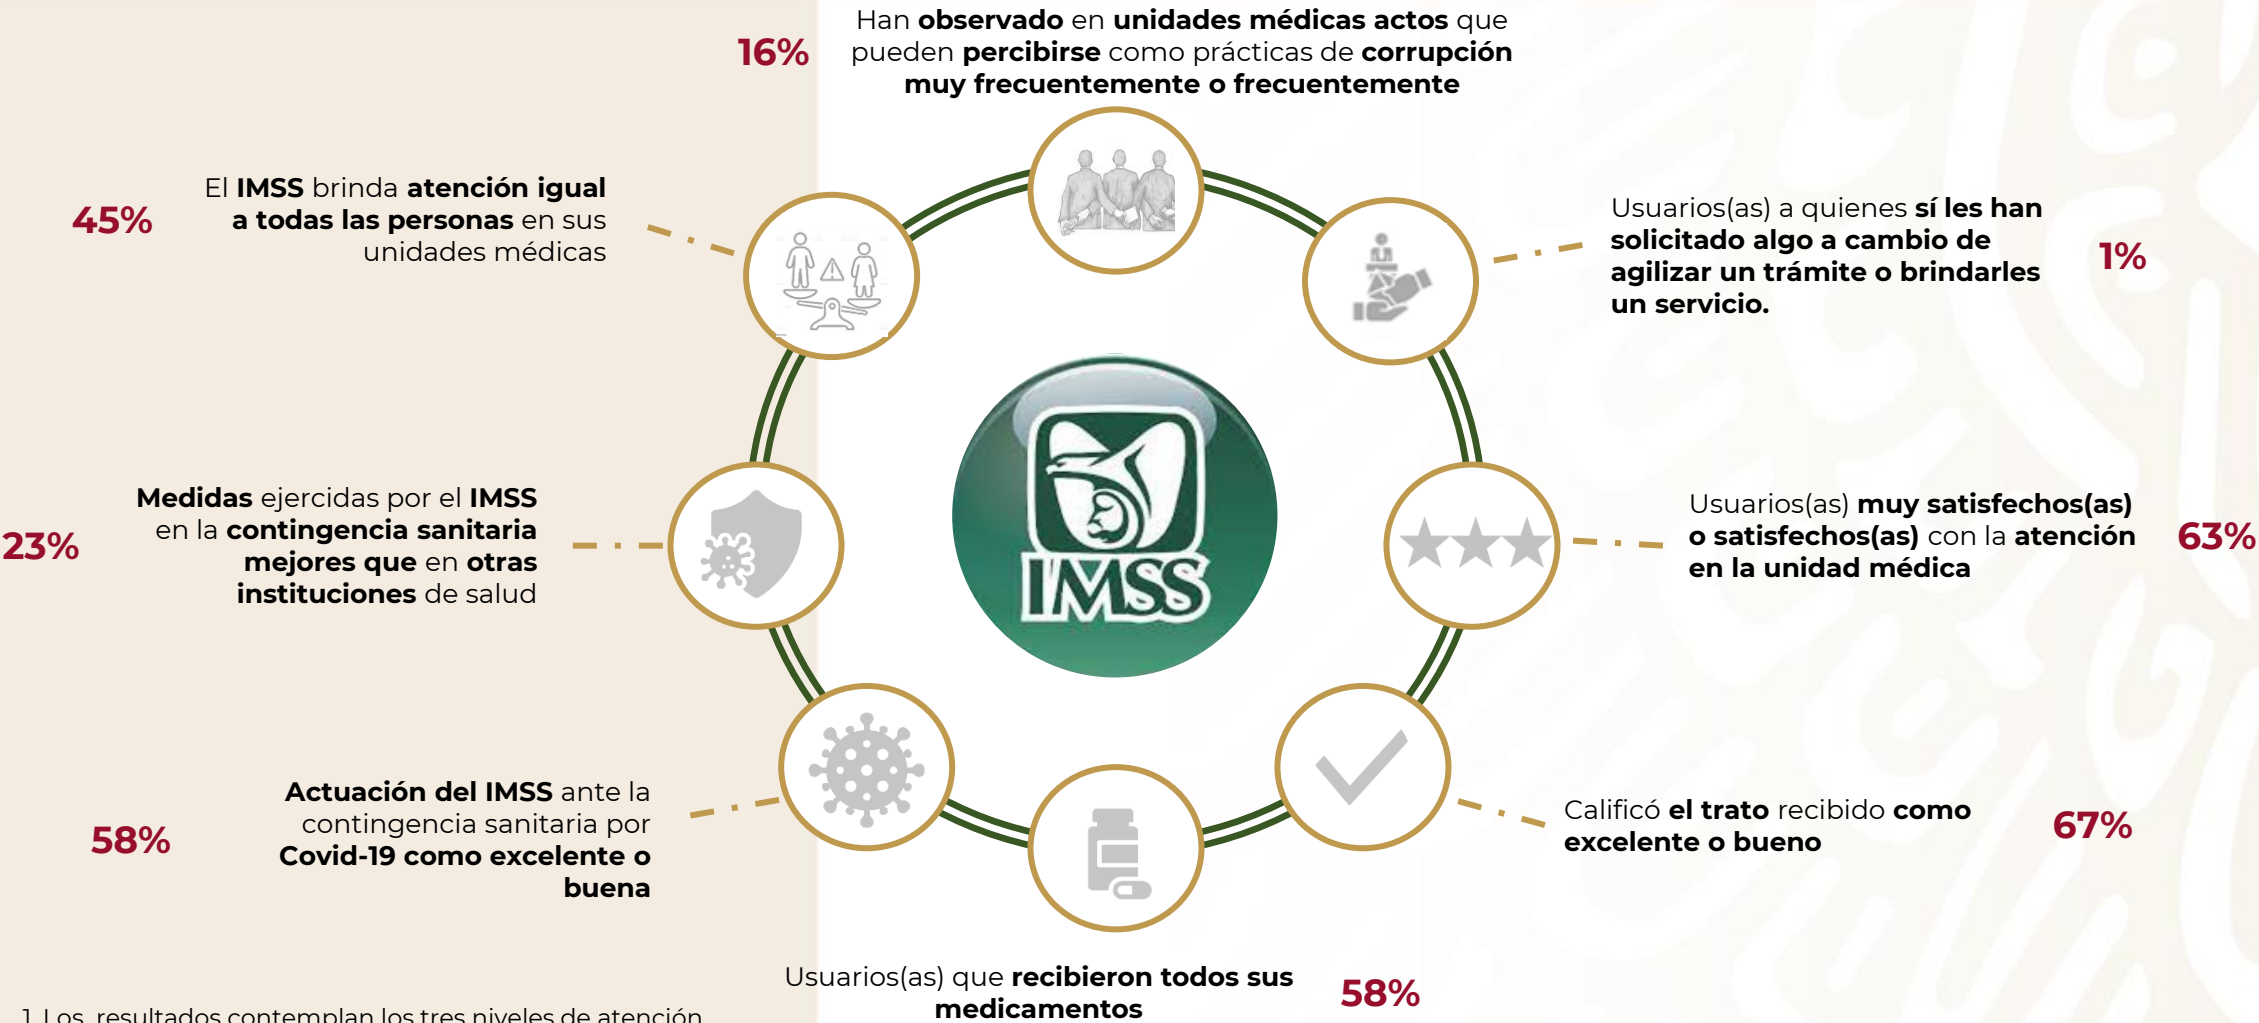 Han observado en unidades médicas actos que
pueden percibirse como prácticas de corrupción
muy frecuentemente o frecuentemente
16%
El IMSS brinda atención igual
a todas las personas en sus
unidades médicas
45%
Usuarios(as) a quienes sí les han
solicitado algo a cambio de
agilizar un trámite o brindarles
un servicio.
1%
Medidas ejercidas por el IMSS
en la contingencia sanitaria
mejores que en otras
instituciones de salud
23%
IMSS
Usuarios(as) muy satisfechos(as)
o satisfechos(as) con la atención
en la unidad médica
63%
Actuación del IMSS ante la
contingencia sanitaria por
Covid-19 como excelente o
buena
58%
Calificó el trato recibido como
excelente o bueno
67%
Usuarios(as) que recibieron todos sus
medicamentos
58%
1. Los resultados contemplan los tres niveles de atención